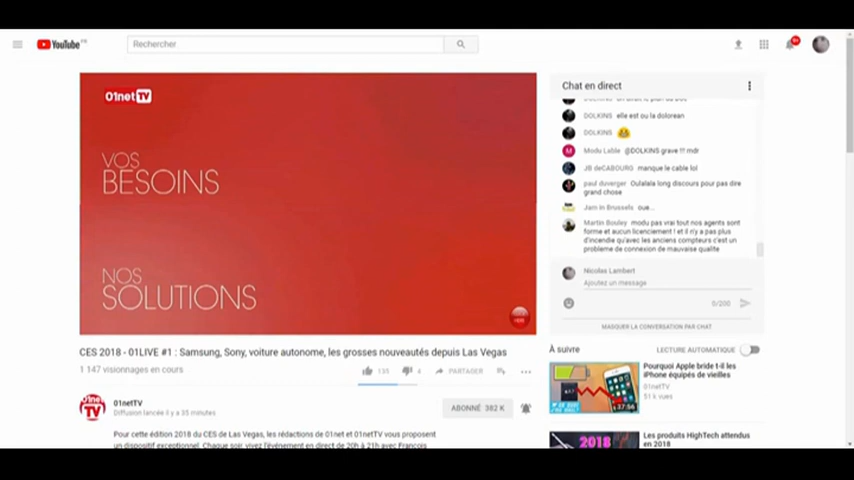 YouTube FR
Rechercher
9+
01net TV
VOS
BESOINS
NOS
SOLUTIONS
CES 2018 - 01LIVE #1 : Samsung, Sony, voiture autonome, les grosses nouveautés depuis Las Vegas
1 147 visionnages en cours
135
4
PARTAGER
01netTV
Diffusion lancée il y a 35 minutes
ABONNÉ 382 K
Pour cette édition 2018 du CES de Las Vegas, les rédactions de 01net et 01netTV vous proposent
un dispositif exceptionnel. Chaque soir, vivez l'événement en direct de 20h à 21h avec François
Chat en direct
DOLKINS
DOLKINS elle est ou la dolorean
DOLKINS
Modu Lable @DOLKINS grave !!! mdr
JB deCABOURG manque le cable lol
paul duverger Oulalala long discours pour pas dire
grand chose
Jam In Brussels oue...
Martin Bouley modu pas vrai tout nos agents sont
forme et aucun licenciement ! et il n'y a pas plus
d'incendie qu'avec les anciens compteurs c'est un
probleme de connexion de mauvaise qualite
Nicolas Lambert
Ajoutez un message
0/200
MASQUER LA CONVERSATION PAR CHAT
À suivre
LECTURE AUTOMATIQUE
37:56
Pourquoi Apple bride t-il les
iPhone équipés de vieilles
01netTV
51 k vues
2018
Les produits HighTech attendus
en 2018